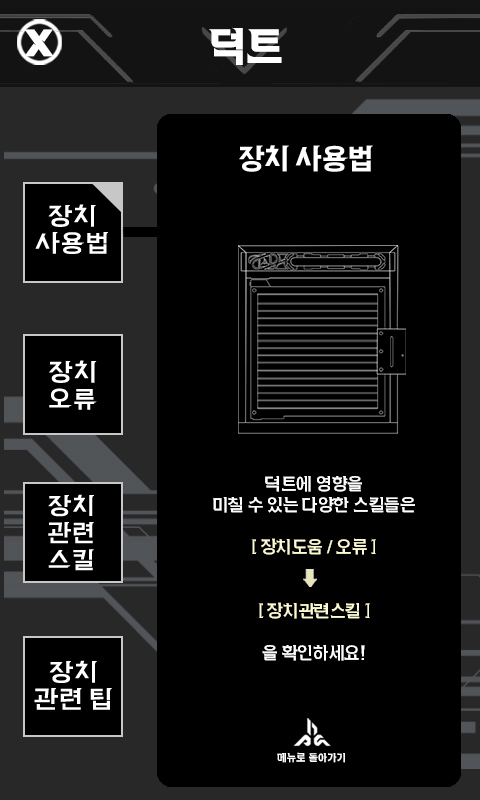 X
덕트
장치 사용법
장치
사용법
장치
오류
장치
관련
스킬
장치
관련 팁
덕트에 영향을
미칠 수 있는 다양한 스킬들은
[ 장치도움 / 오류 ]
[ 장치관련스킬 ]
을 확인하세요!
메뉴로 돌아가기